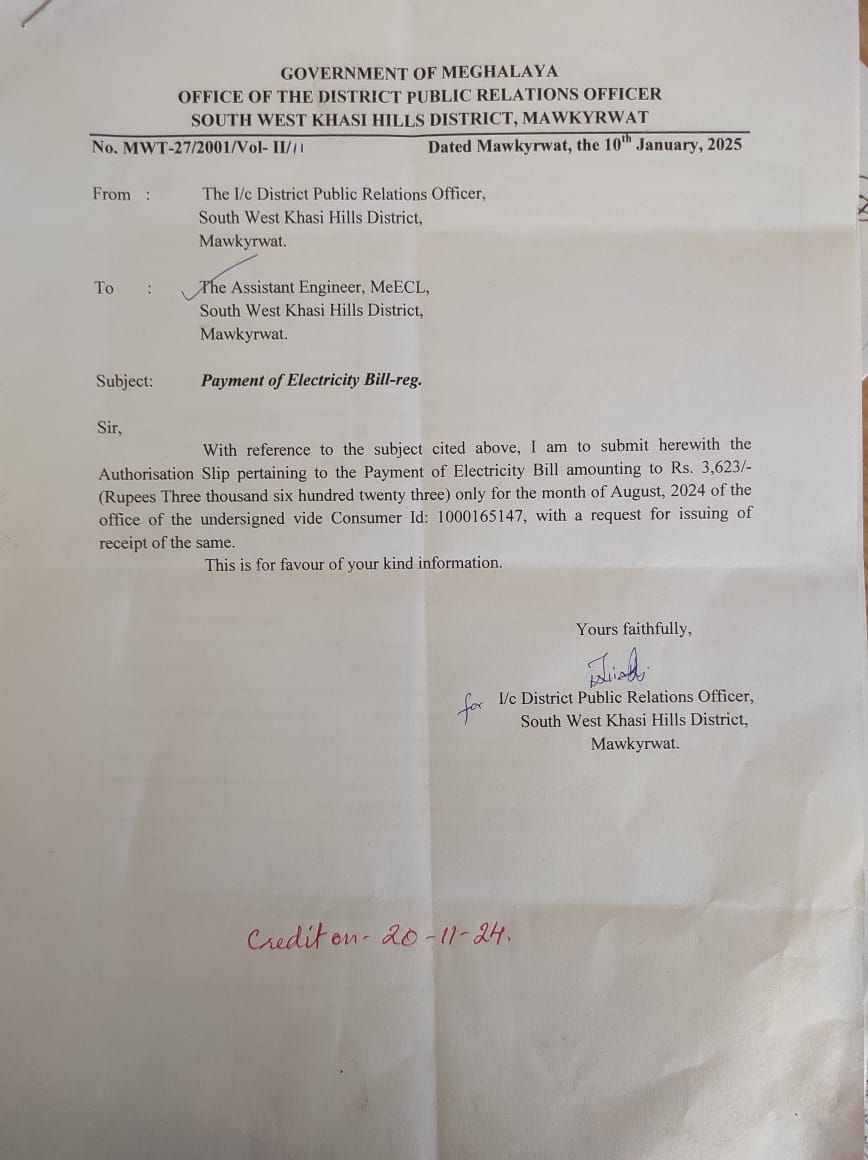 GOVERNMENT OF MEGHALAYA
OFFICE OF THE DISTRICT PUBLIC RELATIONS OFFICER
SOUTH WEST KHASI HILLS DISTRICT, MAWKYRWAT
No. MWT-27/2001/Vol- II/11 Dated Mawkyrwat, the 10th January, 2025
From : The I/c District Public Relations Officer,
South West Khasi Hills District,
Mawkyrwat.
To : The Assistant Engineer, MeECL,
South West Khasi Hills District,
Mawkyrwat.
Subject: Payment of Electricity Bill-reg.
Sir,
With reference to the subject cited above, I am to submit herewith the
Authorisation Slip pertaining to the Payment of Electricity Bill amounting to Rs. 3,623/-
(Rupees Three thousand six hundred twenty three) only for the month of August, 2024 of the
office of the undersigned vide Consumer Id: 1000165147, with a request for issuing of
receipt of the same.
This is for favour of your kind information.
Yours faithfully,
for I/c District Public Relations Officer,
South West Khasi Hills District,
Mawkyrwat.
Credit on- 20-11-24.